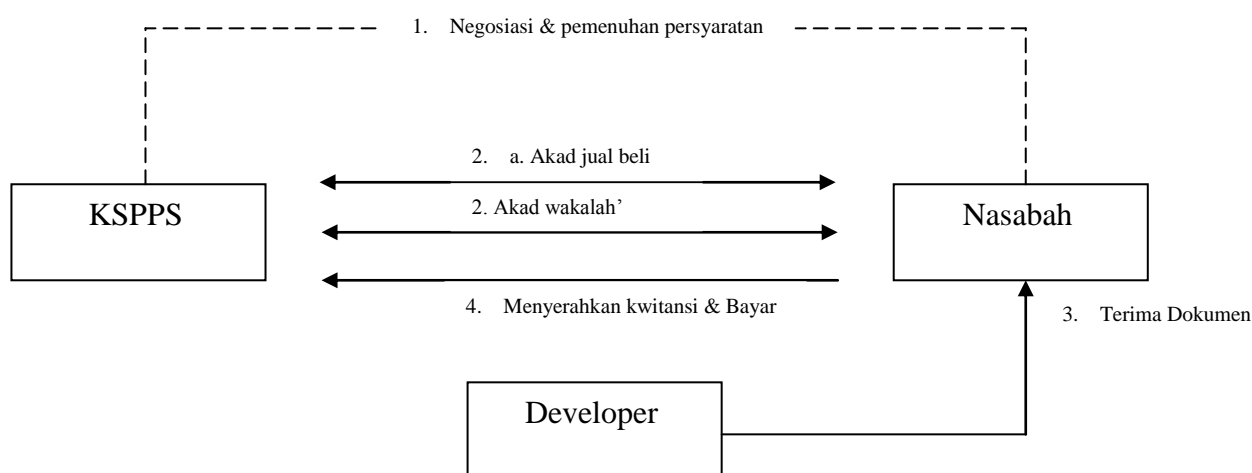 1. Negosiasi & pemenuhan persyaratan
2. a. Akad jual beli
KSPPS
2. Akad wakalah’
Nasabah
4. Menyerahkan kwitansi & Bayar
3. Terima Dokumen
Developer